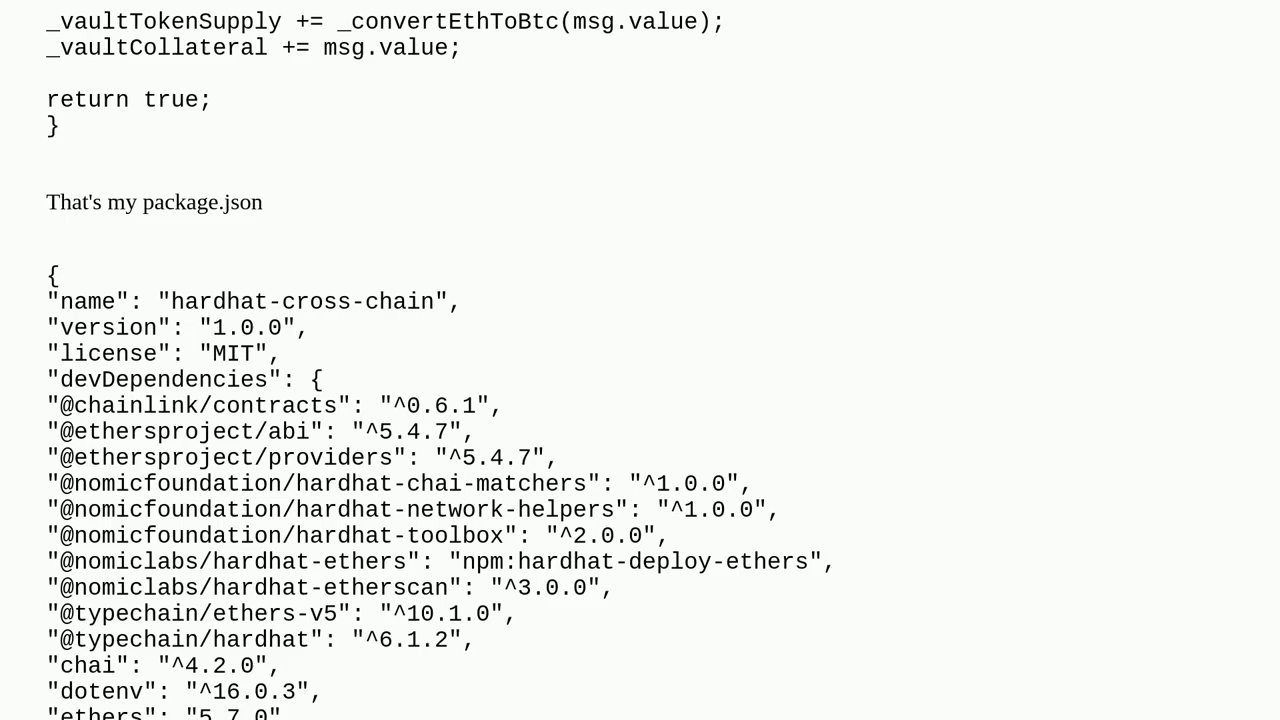 _vaultTokenSupply += _convertEthToBtc(msg.value);
_vaultCollateral += msg.value;
return true;
}
That's my package.json
{
"name": "hardhat-cross-chain",
"version": "1.0.0",
"license": "MIT",
"devDependencies": {
"@chainlink/contracts": "^0.6.1",
"@ethersproject/abi": "^5.4.7",
"@ethersproject/providers": "^5.4.7",
"@nomicfoundation/hardhat-chai-matchers": "^1.0.0",
"@nomicfoundation/hardhat-network-helpers": "^1.0.0",
"@nomicfoundation/hardhat-toolbox": "^2.0.0",
"@nomiclabs/hardhat-ethers": "npm:hardhat-deploy-ethers",
"@nomiclabs/hardhat-etherscan": "^3.0.0",
"@typechain/ethers-v5": "^10.1.0",
"@typechain/hardhat": "^6.1.2",
"chai": "^4.2.0",
"dotenv": "^16.0.3",
"ethers": "5.7.0"